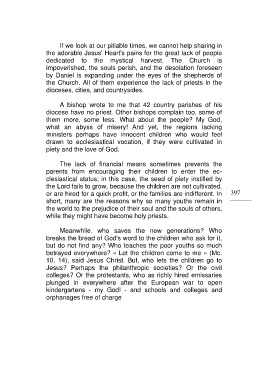 If we look at our pitiable times, we cannot help sharing in
the adorable Jesus' Heart's pains for the great lack of people
dedicated to the mystical harvest. The Church is
impoverished, the souls perish, and the desolation foreseen
by Daniel is expanding under the eyes of the shepherds of
the Church. All of them experience the lack of priests in the
dioceses, cities, and countrysides.
A bishop wrote to me that 42 country parishes of his
diocese have no priest. Other bishops complain too, some of
them more, some less. What about the people? My God,
what an abyss of misery! And yet, the regions lacking
ministers perhaps have innocent children who would feel
drawn to ecclesiastical vocation, if they were cultivated in
piety and the love of God.
The lack of financial means sometimes prevents the
parents from encouraging their children to enter the ec-
clesiastical status; in this case, the seed of piety instilled by
the Lord fails to grow, because the children are not cultivated,
or are hired for a quick profit, or the families are indifferent. In
short, many are the reasons why so many youths remain in
the world to the prejudice of their soul and the souls of others,
while they might have become holy priests.
397
Meanwhile, who saves the new generations? Who
breaks the bread of God's word to the children who ask for it,
but do not find any? Who teaches the poor youths so much
betrayed everywhere? « Let the children come to me » (Mc.
10, 14), said Jesus Christ. But, who lets the children go to
Jesus? Perhaps the philanthropic societies? Or the civil
colleges? Or the protestants, who as richly hired emissaries
plunged in everywhere after the European war to open
kindergartens - my God! - and schools and colleges and
orphanages free of charge